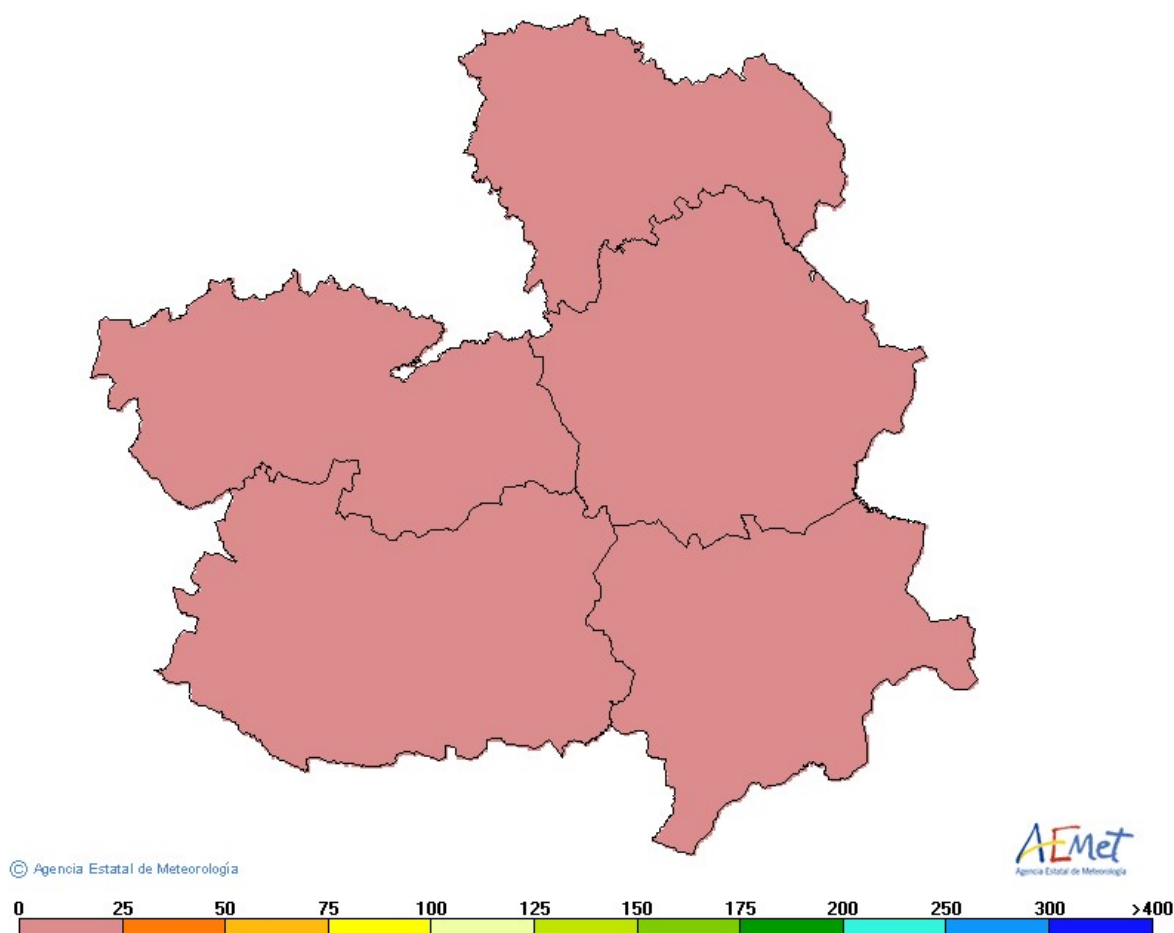 AEMet
Agencia Estatal de Meteorología
© Agencia Estatal de Meteorología
0 25 50 75 100 125 150 175 200 250 300 >400